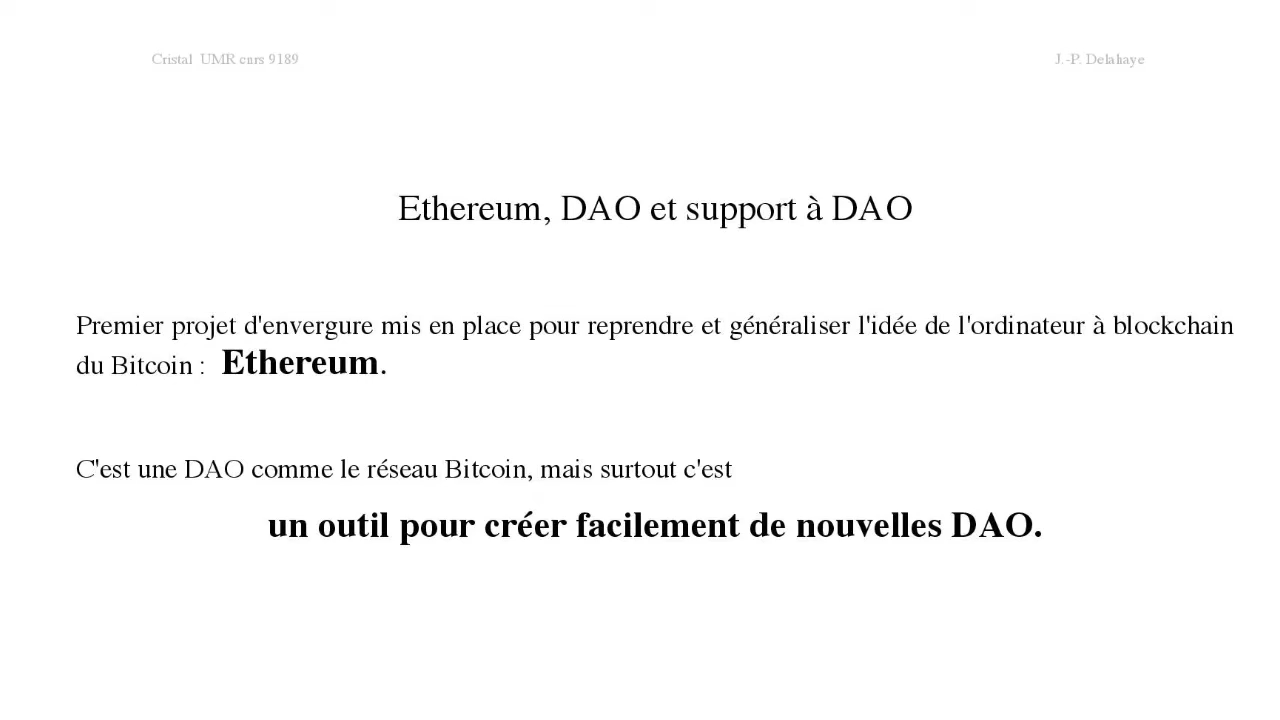 Cristal UMR cnrs 9189
J.-P. Delahaye
Ethereum, DAO et support à DAO
Premier projet d'envergure mis en place pour reprendre et généraliser l'idée de l'ordinateur à blockchain
du Bitcoin : Ethereum.
C'est une DAO comme le réseau Bitcoin, mais surtout c'est
un outil pour créer facilement de nouvelles DAO.